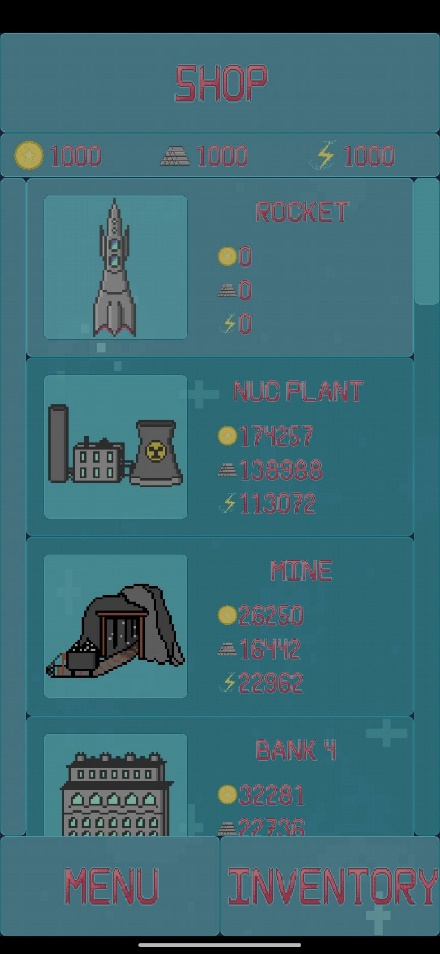 SHOP
1000 1000 1000
ROCKET
0
0
0
NUC PLANT
174257
138988
113072
MINE
26250
16442
22962
BANK 4
32281
22736
MENU INVENTORY